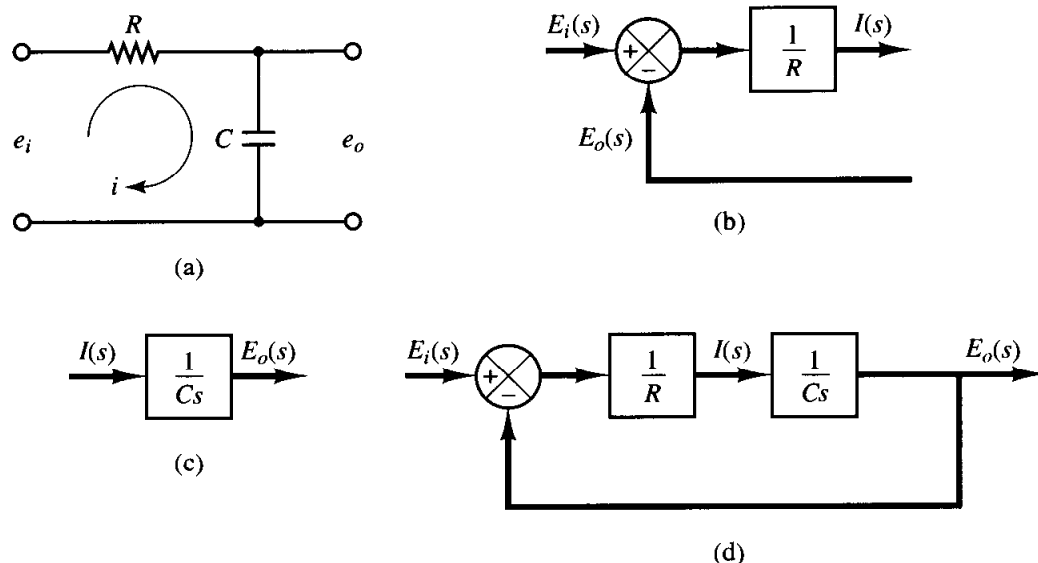 R
C
e_i
e_o
i
(a)
E_i(s)
+
−
1/R
I(s)
E_o(s)
(b)
I(s)
1/Cs
E_o(s)
(c)
E_i(s)
+
−
1/R
I(s)
1/Cs
E_o(s)
(d)